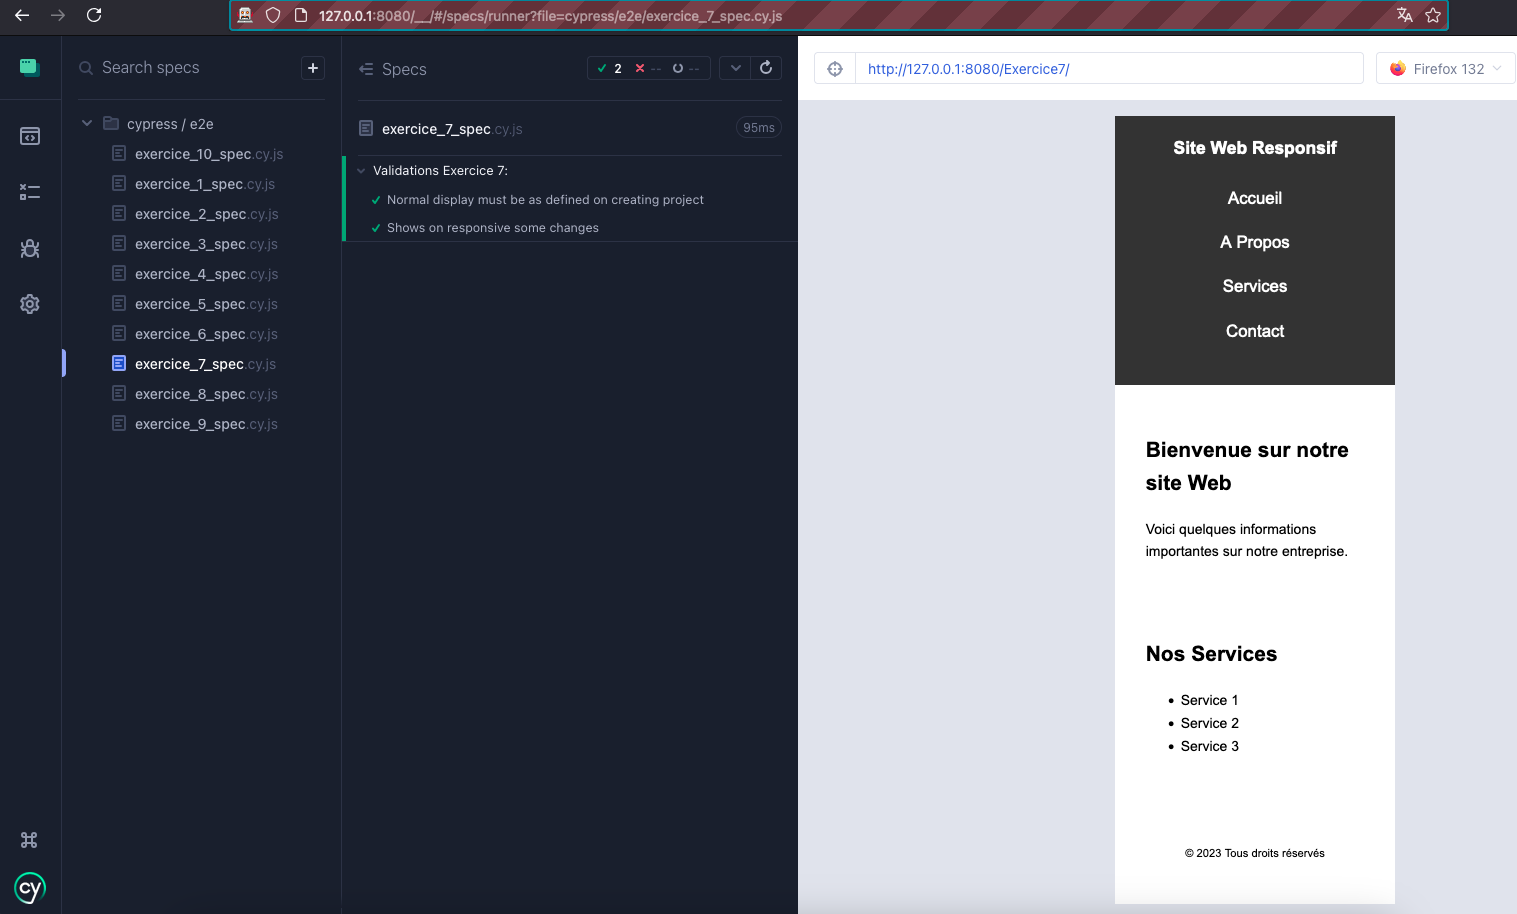 127.0.0.1:8080/__/#/specs/runner?file=cypress/e2e/exercice_7_spec.cy.js
Search specs
+
cypress / e2e
exercice_10_spec.cy.js
exercice_1_spec.cy.js
exercice_2_spec.cy.js
exercice_3_spec.cy.js
exercice_4_spec.cy.js
exercice_5_spec.cy.js
exercice_6_spec.cy.js
exercice_7_spec.cy.js
exercice_8_spec.cy.js
exercice_9_spec.cy.js
cy
Specs
2 -- --
exercice_7_spec.cy.js
95ms
Validations Exercice 7:
Normal display must be as defined on creating project
Shows on responsive some changes
http://127.0.0.1:8080/Exercice7/
Firefox 132
Site Web Responsif
Accueil
A Propos
Services
Contact
Bienvenue sur notre
site Web
Voici quelques informations
importantes sur notre entreprise.
Nos Services
• Service 1
• Service 2
• Service 3
© 2023 Tous droits réservés